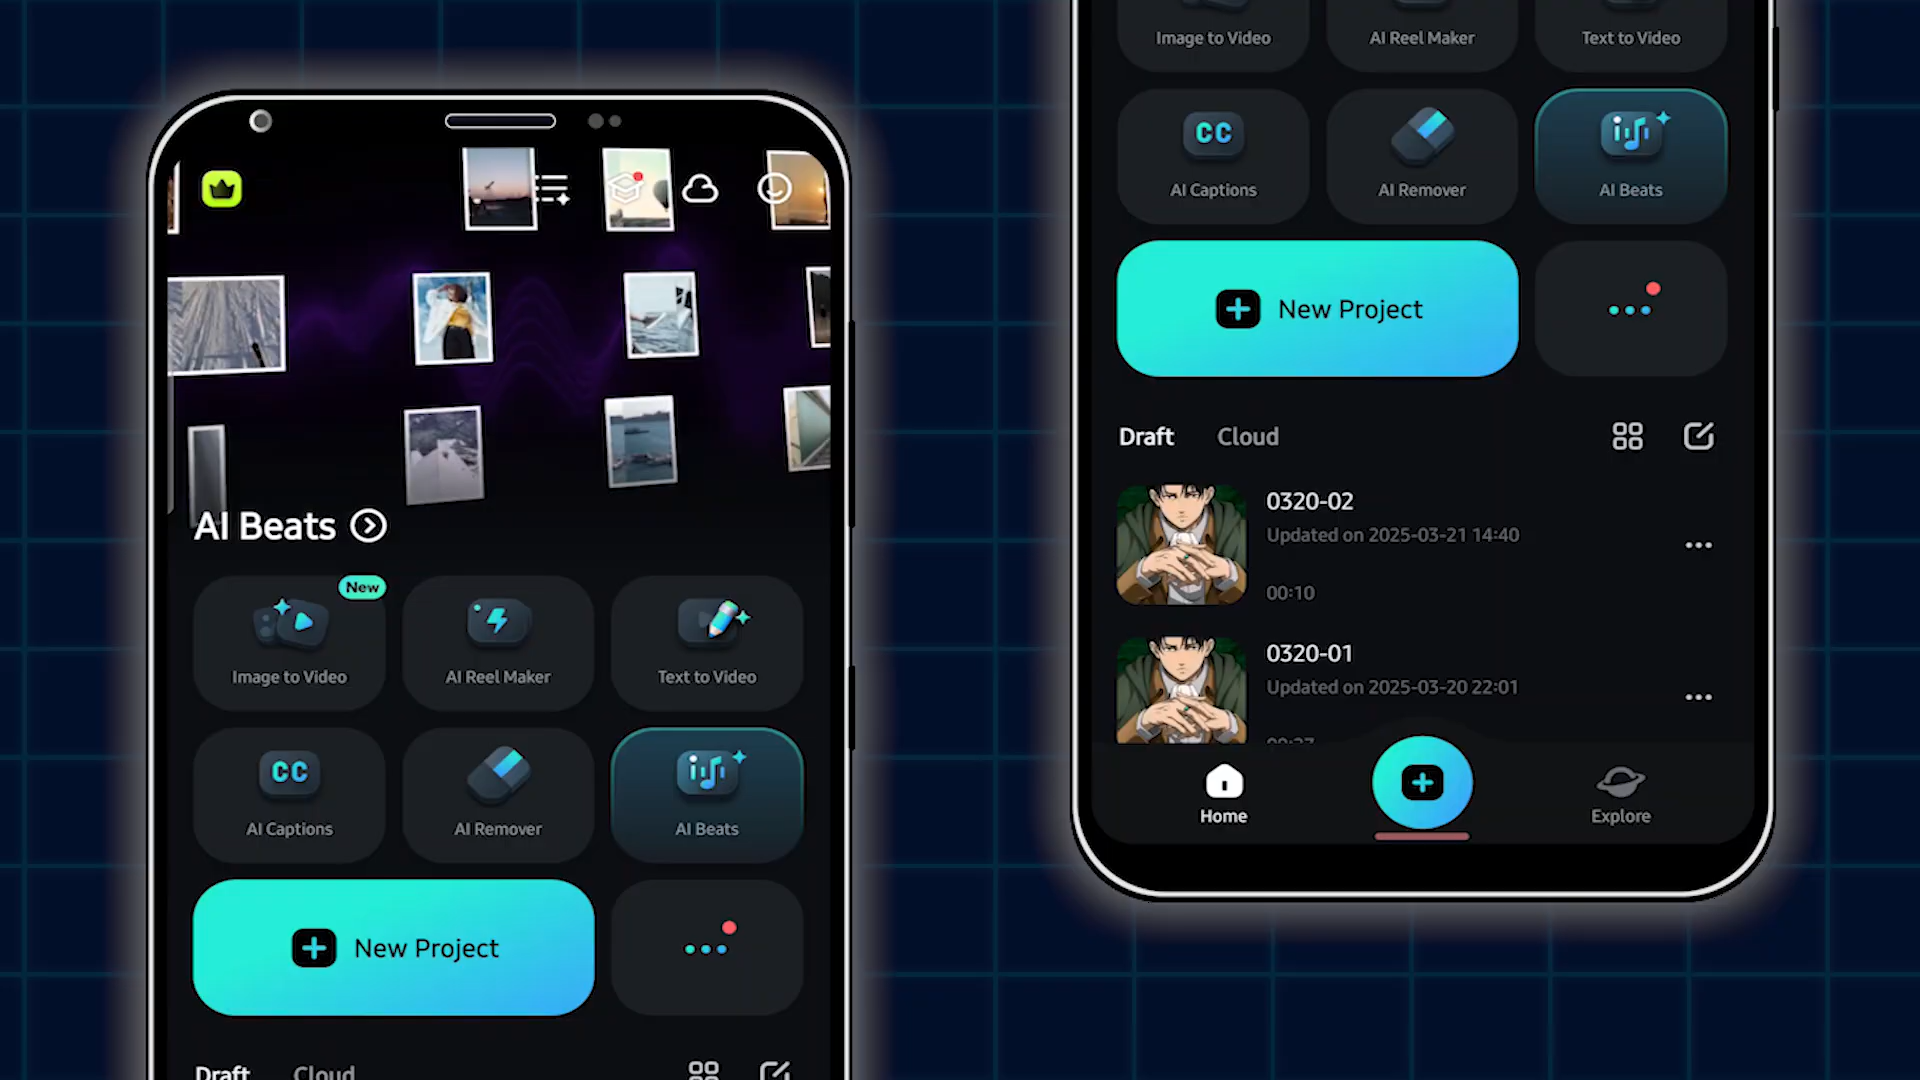 AI Beats
New
Image to Video
AI Reel Maker
Text to Video
CC
AI Captions
AI Remover
AI Beats
New Project
Draft
Cloud
Image to Video
AI Reel Maker
Text to Video
CC
AI Captions
AI Remover
AI Beats
New Project
Draft
Cloud
0320-02
Updated on 2025-03-21 14:40
00:10
0320-01
Updated on 2025-03-20 22:01
Home
Explore